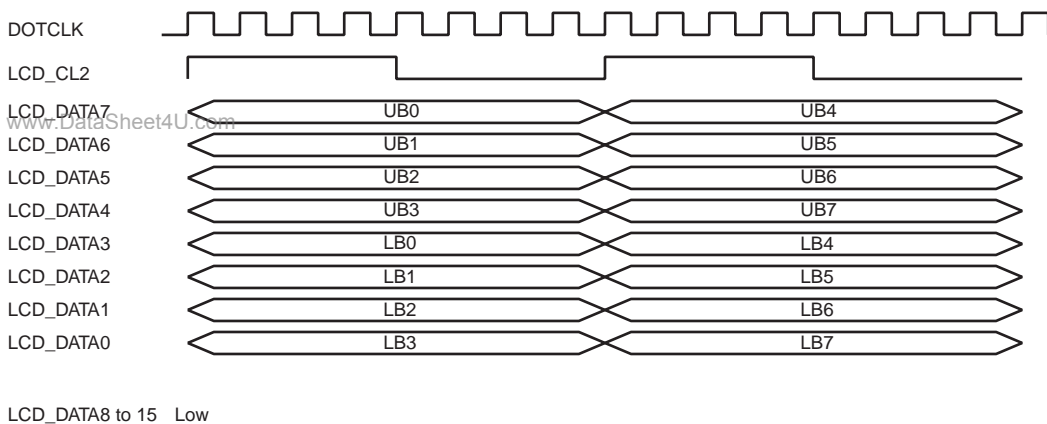 DOTCLK
LCD_CL2
LCD_DATA7 UB0 UB4
www.DataSheet4U.com
LCD_DATA6 UB1 UB5
LCD_DATA5 UB2 UB6
LCD_DATA4 UB3 UB7
LCD_DATA3 LB0 LB4
LCD_DATA2 LB1 LB5
LCD_DATA1 LB2 LB6
LCD_DATA0 LB3 LB7
LCD_DATA8 to 15 Low